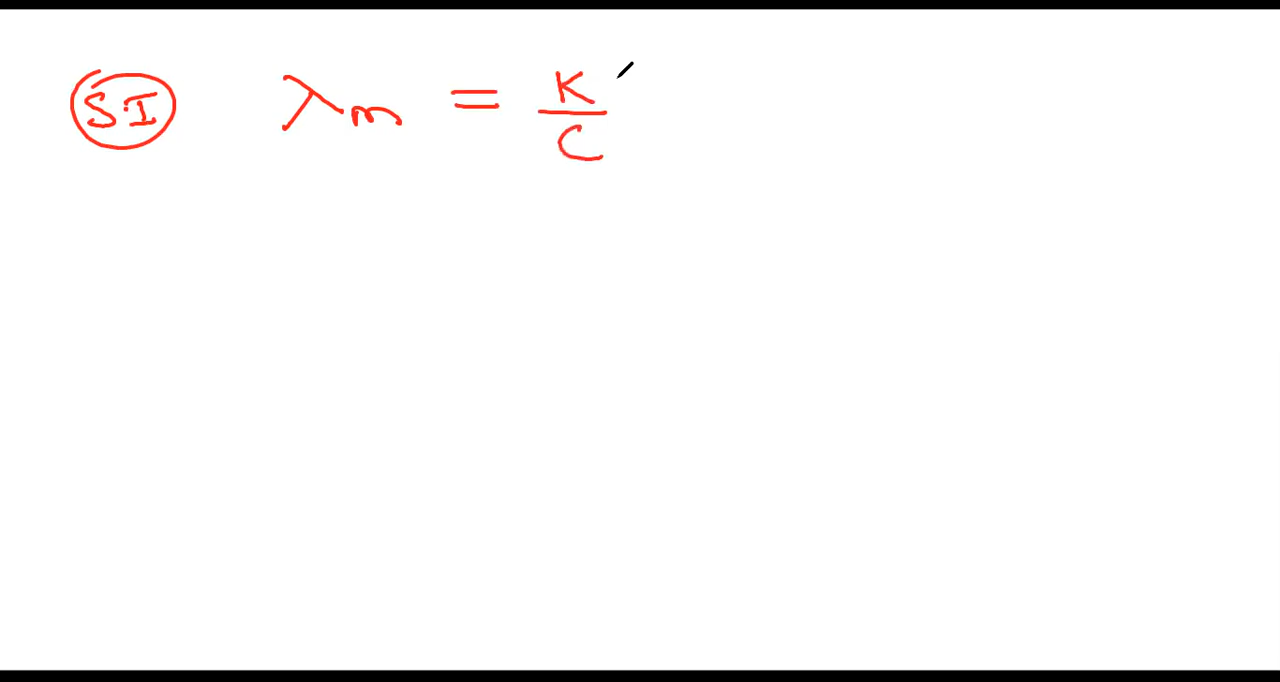 S.I λm = K/C